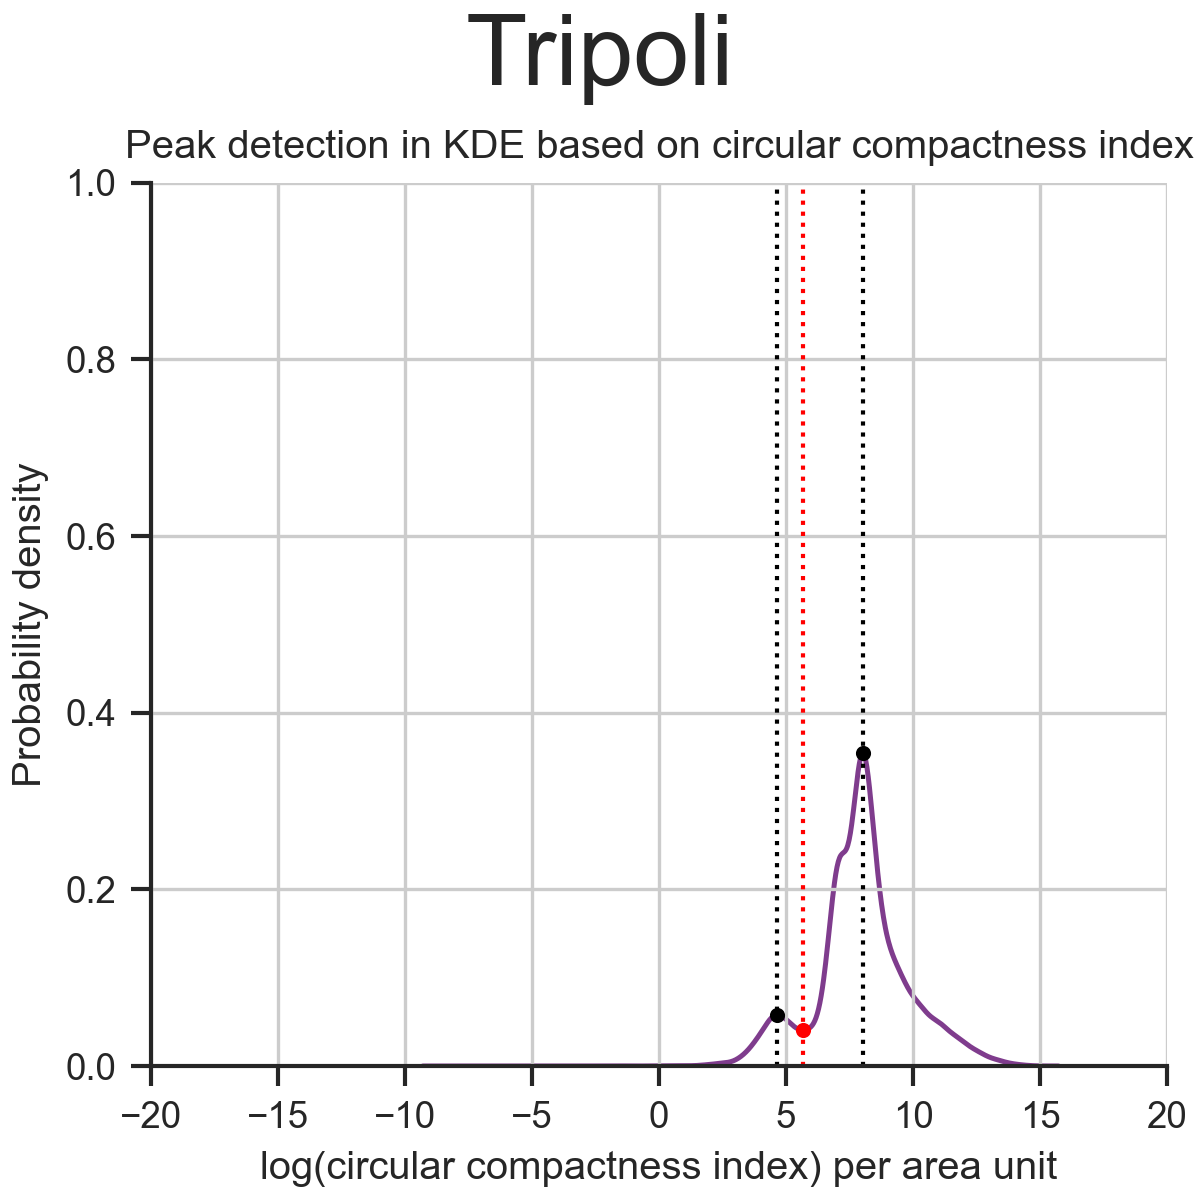 Tripoli
Peak detection in KDE based on circular compactness index
1.0
0.8
0.6
0.4
0.2
0.0
Probability density
−20 −15 −10 −5 0 5 10 15 20
log(circular compactness index) per area unit